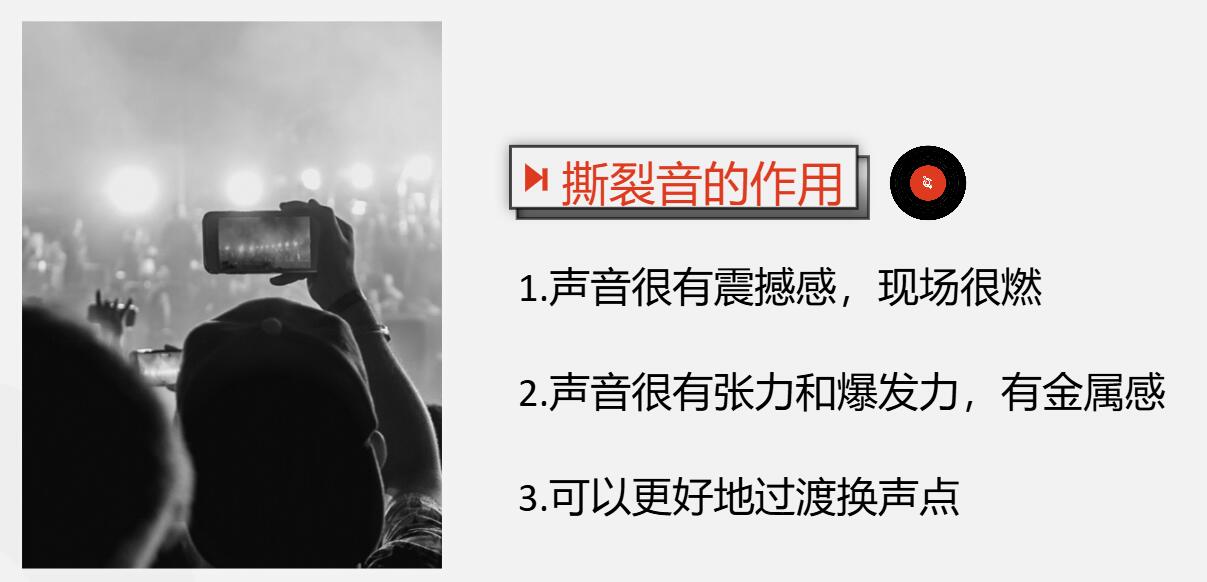 撕裂音的作用
1.声音很有震撼感，现场很燃
2.声音很有张力和爆发力，有金属感
3.可以更好地过渡换声点